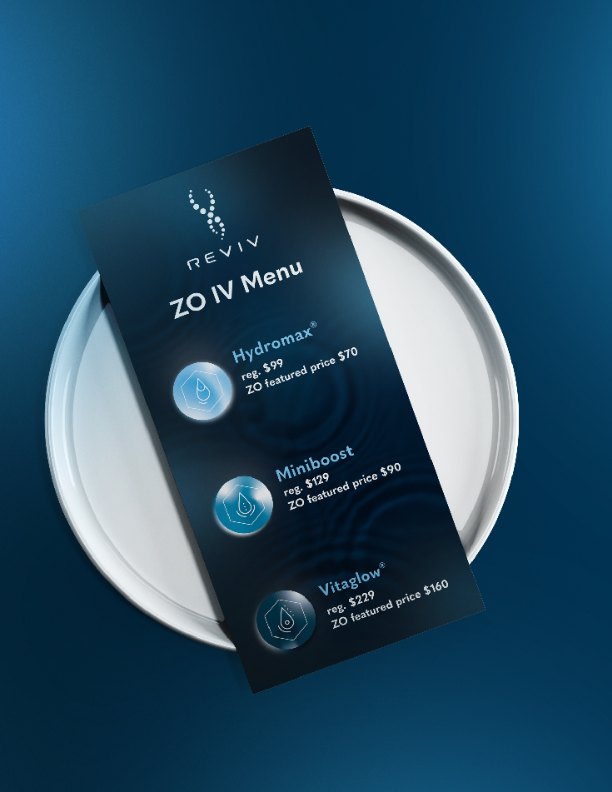 REVIV
ZO IV Menu
Hydromax®
reg. $99
ZO featured price $70
Miniboost
reg. $129
ZO featured price $90
Vitaglow®
reg. $229
ZO featured price $160